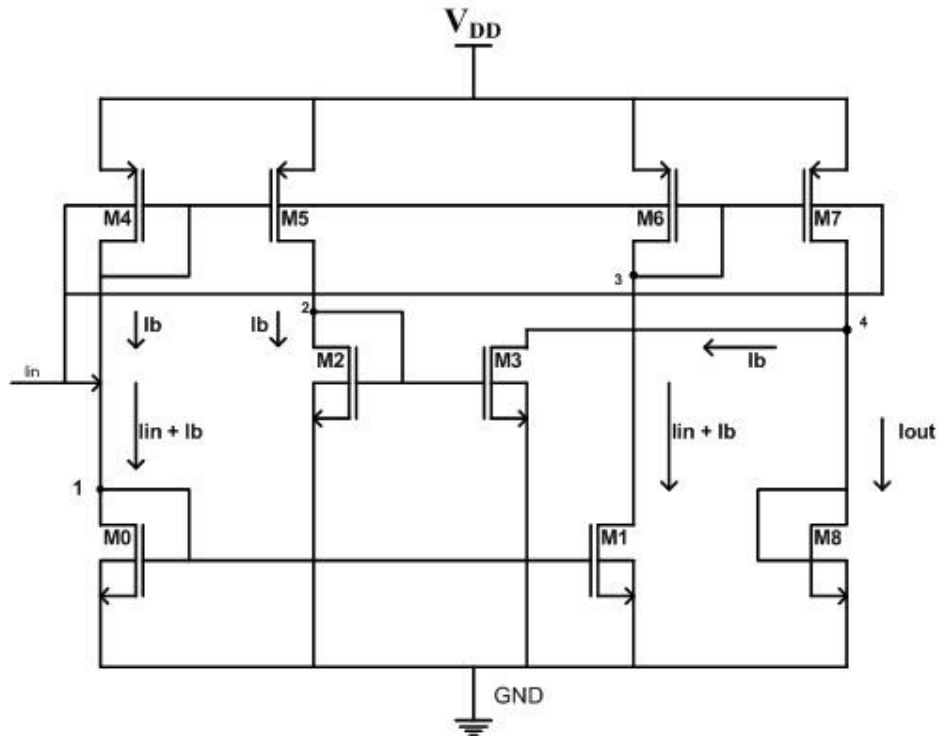 VDD
M4
M5
M6
M7
3
2
4
Ib
Ib
Ib
M2
M3
Iin
Iin + Ib
Iin + Ib
Iout
1
M0
M1
M8
GND